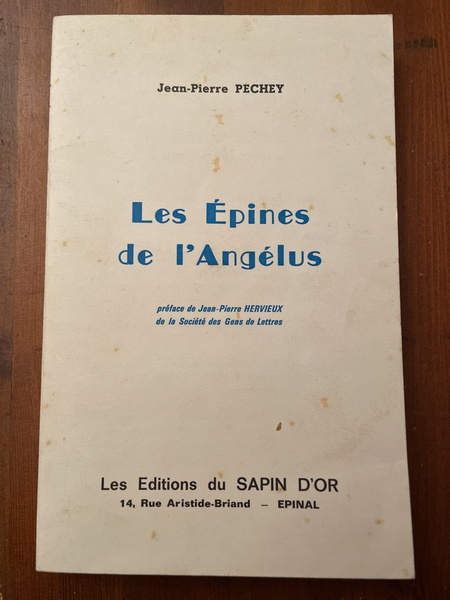 Jean-Pierre PECHEY
Les Épines
de l'Angélus
préface de Jean-Pierre HERVIEUX
de la Société des Gens de Lettres
Les Editions du SAPIN D'OR
14, Rue Aristide-Briand — EPINAL